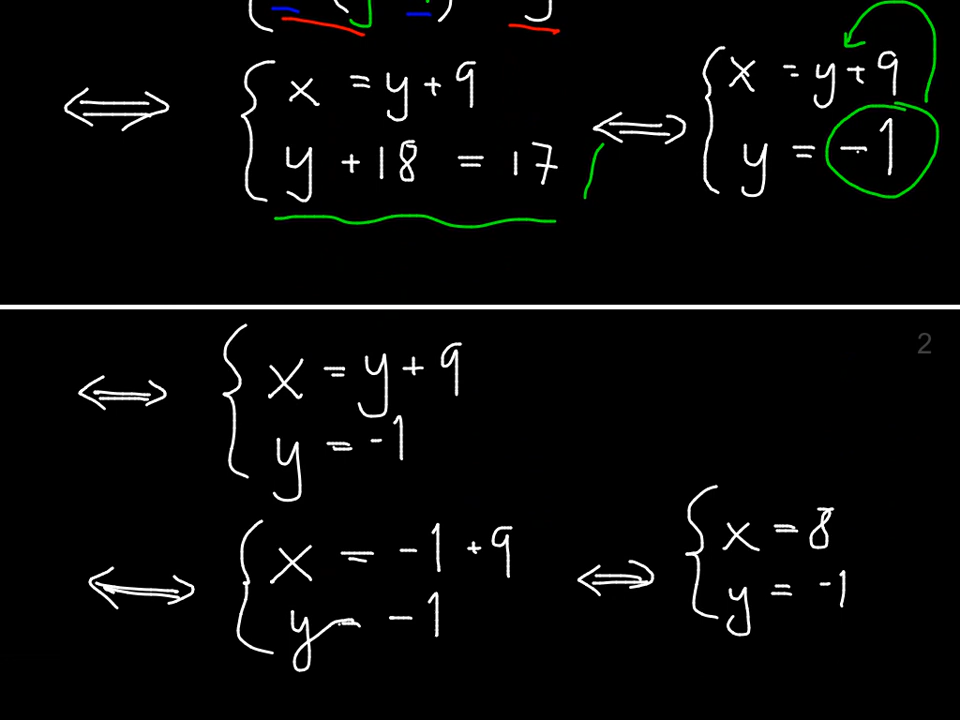 ⟺ { x = y + 9 ⟺ { x = y + 9
y + 18 = 17 y = -1
2
⟺ { x = y + 9
y = -1
⟺ { x = -1 + 9 ⟺ { x = 8
y = -1 y = -1